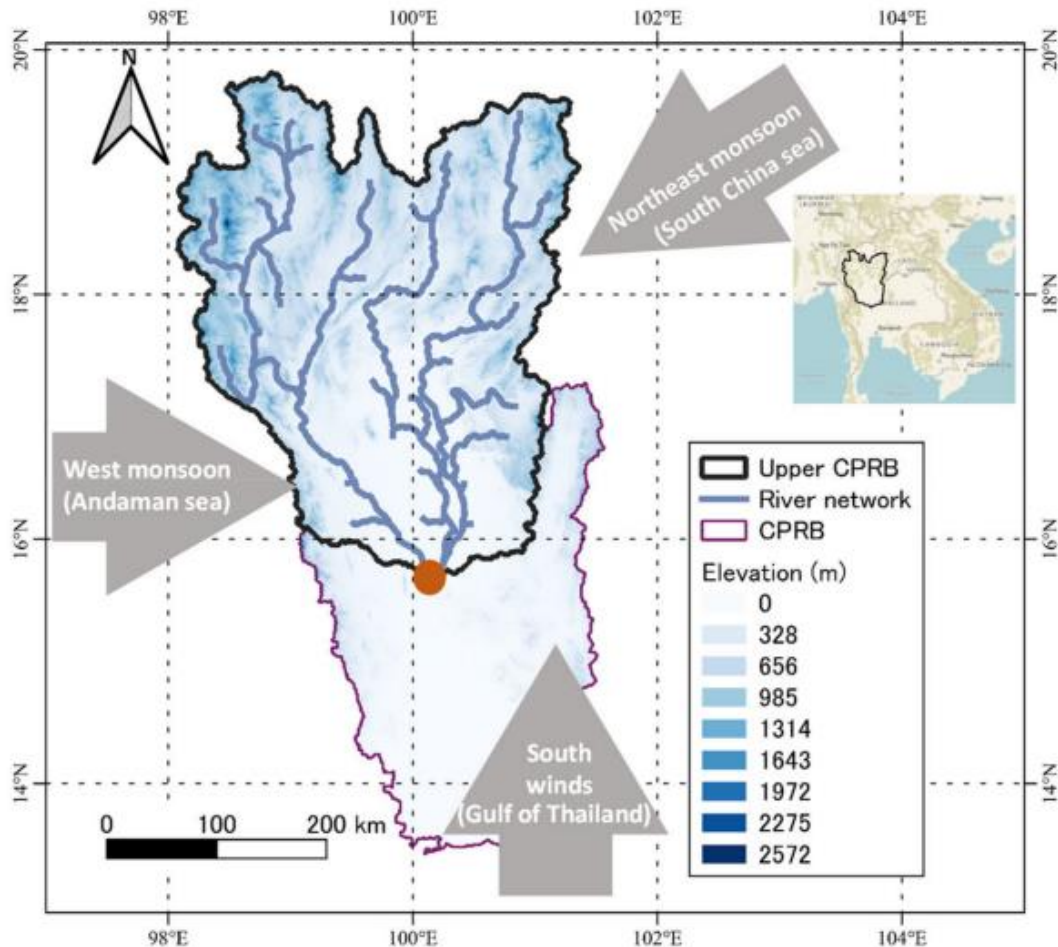 98°E 100°E 102°E 104°E
20°N 20°N
N
Northeast monsoon
(South China sea)
18°N 18°N
West monsoon
(Andaman sea)
16°N 16°N
Upper CPRB
River network
CPRB
Elevation (m)
0
328
656
985
1314
1643
1972
2275
2572
South
winds
(Gulf of Thailand)
14°N 14°N
0 100 200 km
98°E 100°E 102°E 104°E